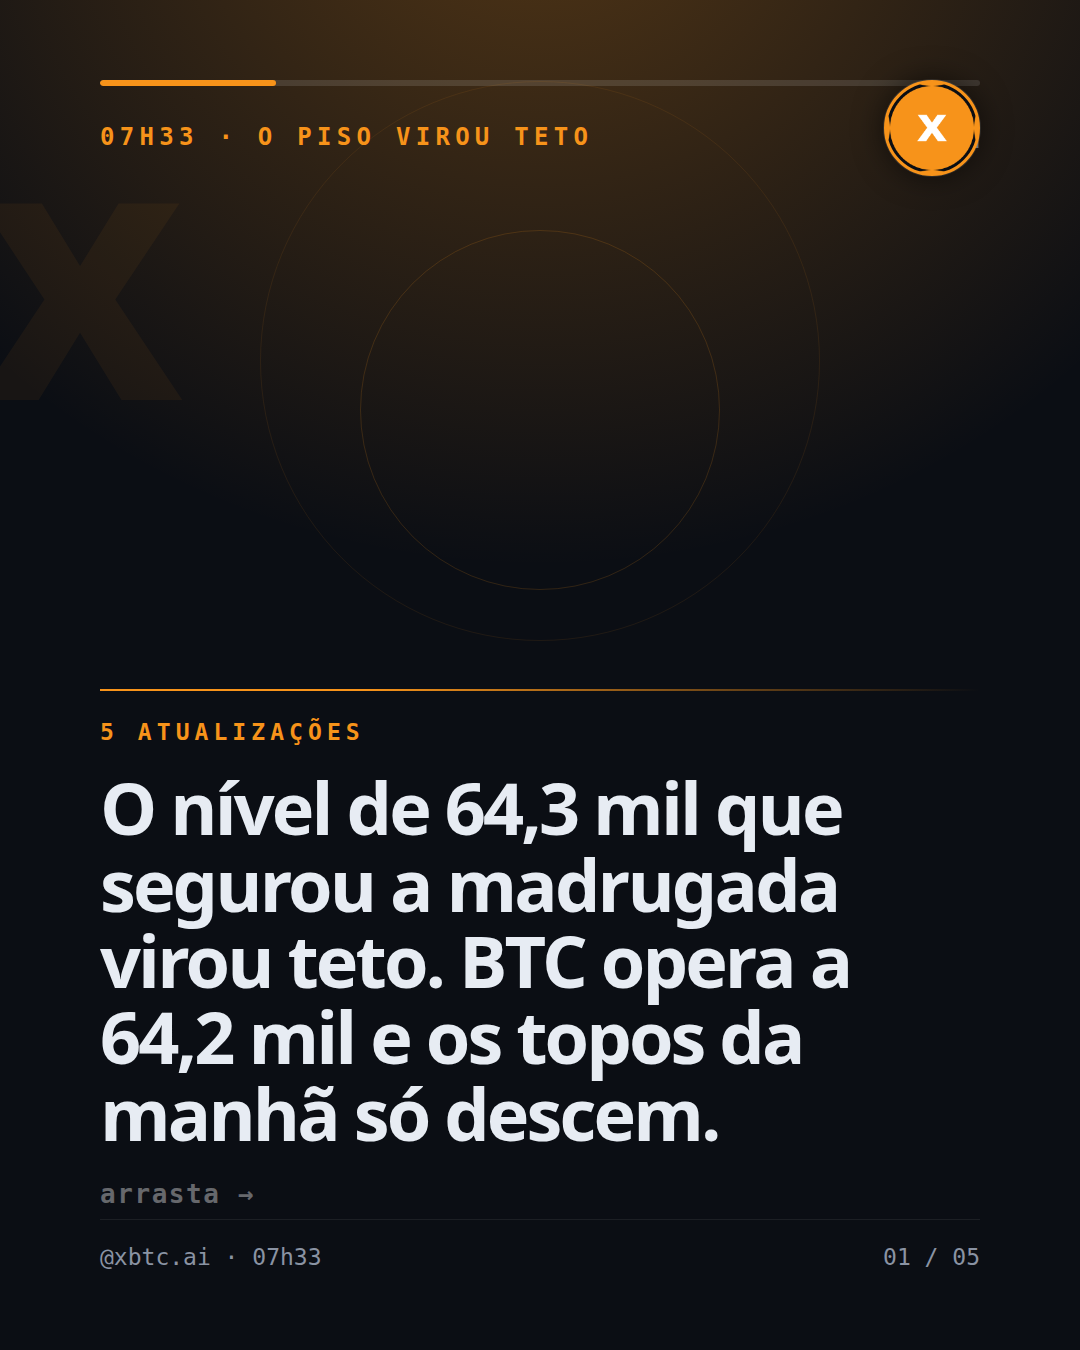 07H33 · O PISO VIROU TETO
X
X
5 ATUALIZAÇÕES
O nível de 64,3 mil que
segurou a madrugada
virou teto. BTC opera a
64,2 mil e os topos da
manhã só descem.
arrasta →
@xbtc.ai · 07h33
01 / 05